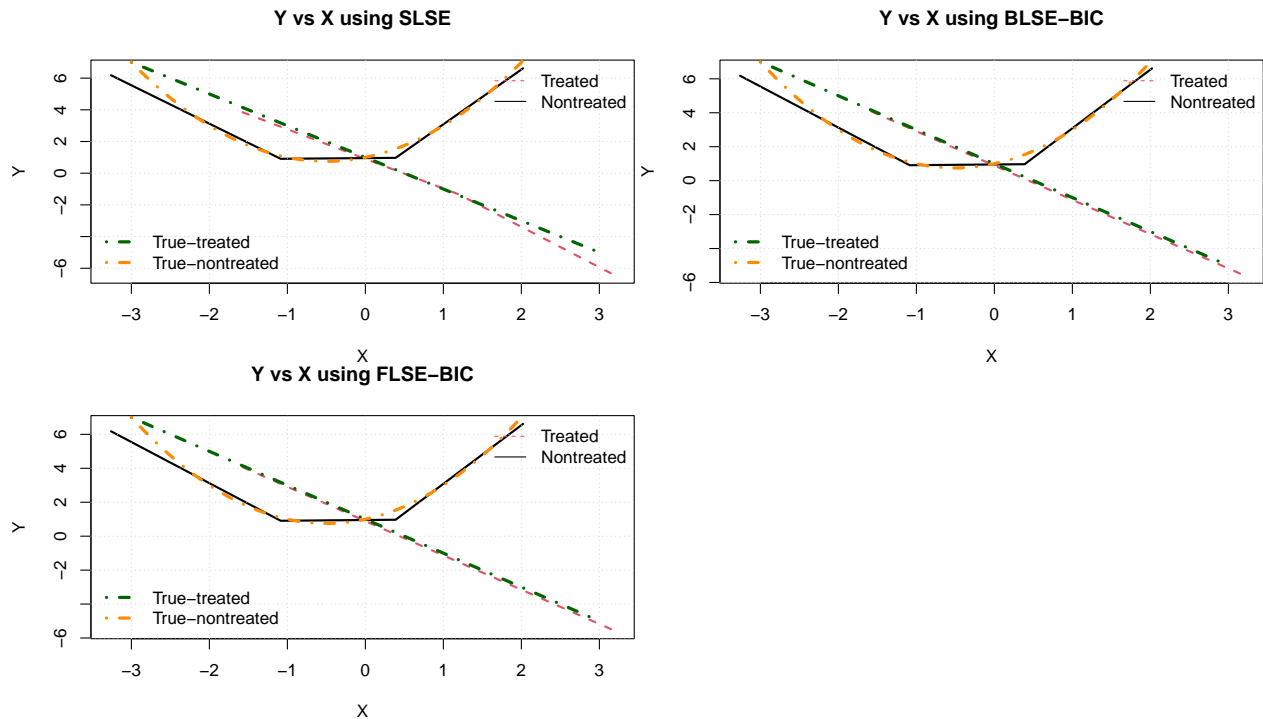 Y vs X using SLSE
Y
6
4
2
0
−2
−6
Treated
Nontreated
True−treated
True−nontreated
−3 −2 −1 0 1 2 3
X
Y vs X using BLSE−BIC
Y
6
4
2
0
−2
−6
Treated
Nontreated
True−treated
True−nontreated
−3 −2 −1 0 1 2 3
X
Y vs X using FLSE−BIC
Y
6
4
2
0
−2
−6
Treated
Nontreated
True−treated
True−nontreated
−3 −2 −1 0 1 2 3
X